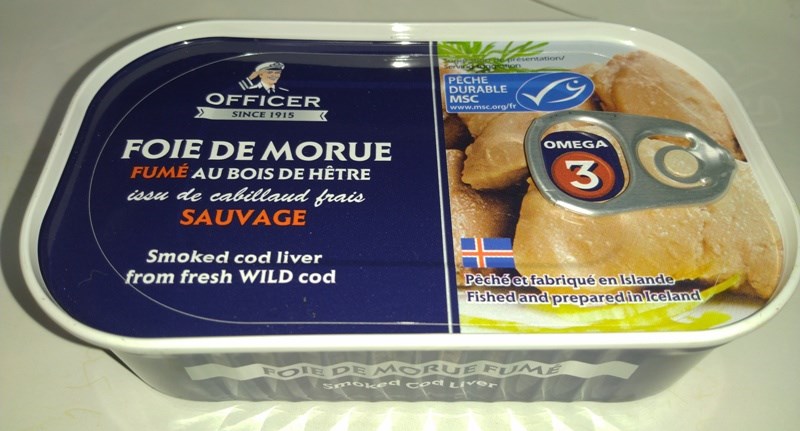 OFFICER
SINCE 1915
FOIE DE MORUE
FUMÉ AU BOIS DE HÊTRE
issu de cabillaud frais
SAUVAGE
Smoked cod liver
from fresh WILD cod
présentation/
PÊCHE
DURABLE
MSC
www.msc.org/fr
OMEGA
3
Pêché et fabriqué en Islande
Fished and prepared in Iceland
FOIE DE MORUE FUMÉ
Smoked Cod Liver